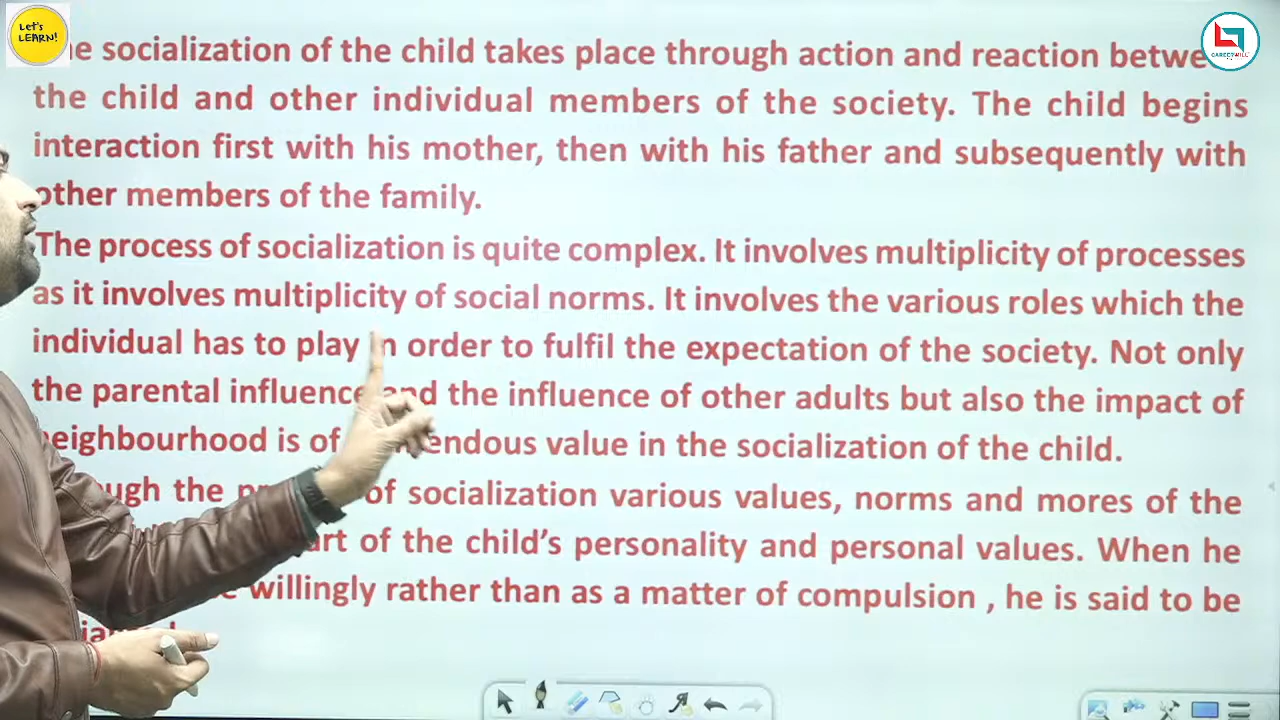 Let's
LEARN!
CAREERWILL
socialization of the child takes place through action and reaction
the child and other individual members of the society. The child begins
interaction first with his mother, then with his father and subsequently with
other members of the family.
The process of socialization is quite complex. It involves multiplicity of processes
as it involves multiplicity of social norms. It involves the various roles which the
individual has to play in order to fulfil the expectation of the society. Not only
the parental influence and the influence of other adults but also the impact of
neighbourhood is of value in the socialization of the child.
the of socialization various values, norms and mores of the
of the child's personality and personal values. When he
willingly rather than as a matter of compulsion , he is said to be